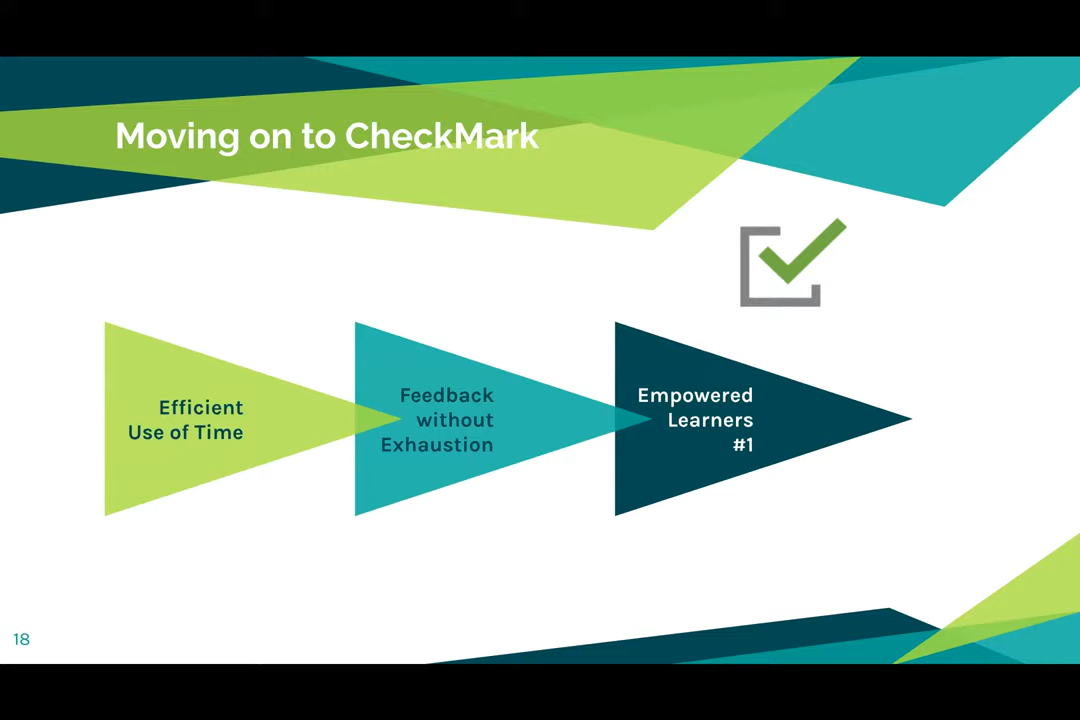 Moving on to CheckMark
Efficient
Use of Time
Feedback
without
Exhaustion
Empowered
Learners
#1
18